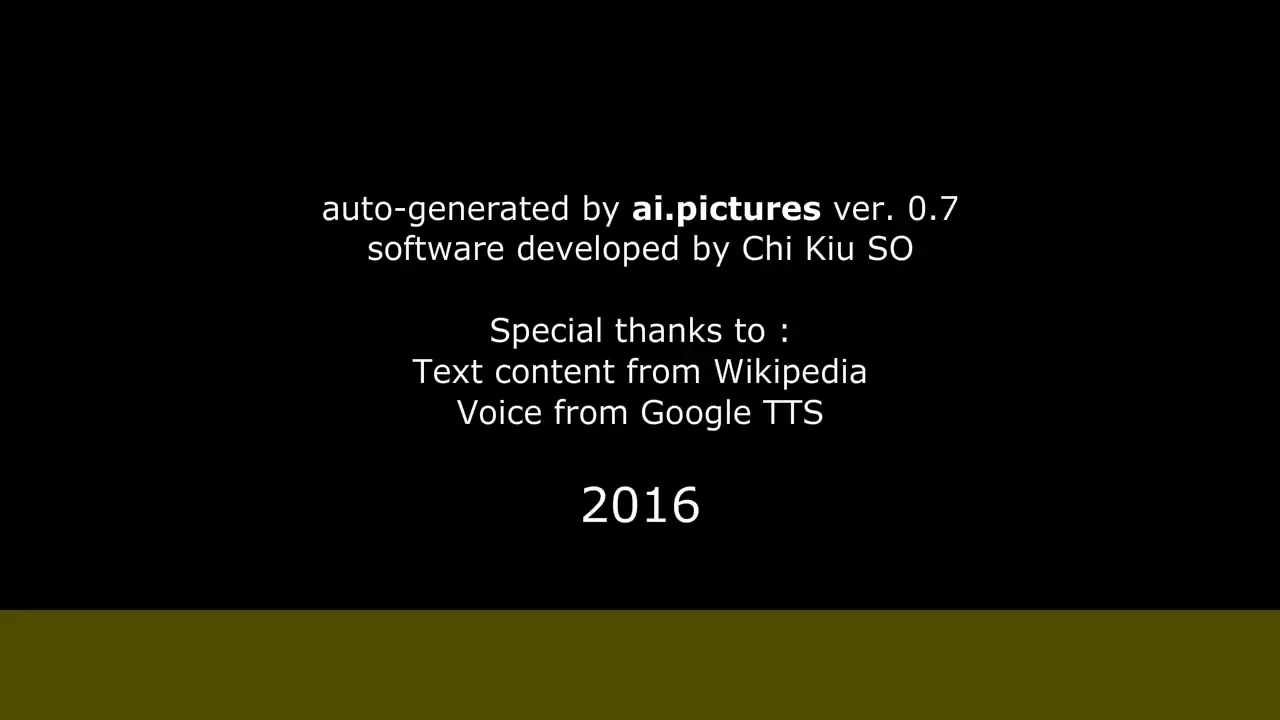 auto-generated by ai.pictures ver. 0.7
software developed by Chi Kiu SO
Special thanks to :
Text content from Wikipedia
Voice from Google TTS
2016